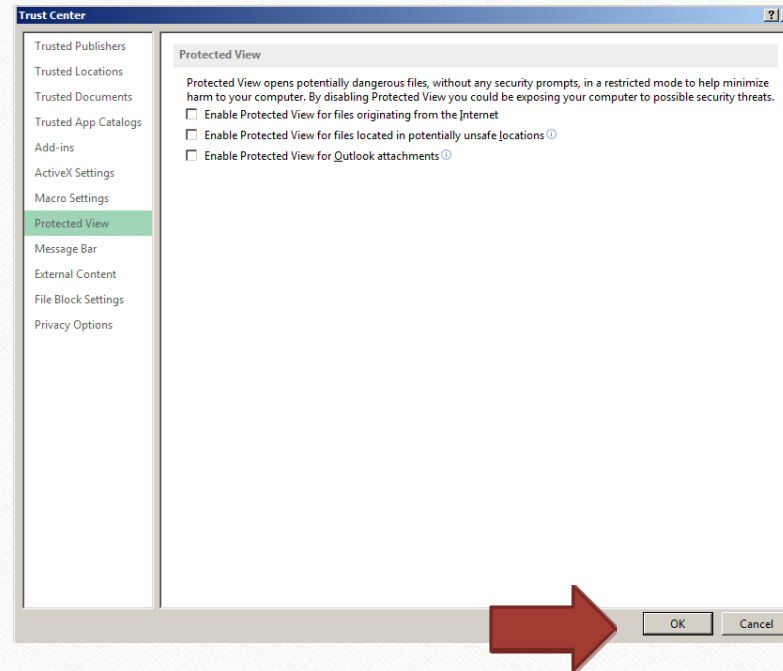 Trust Center
?
Trusted Publishers
Trusted Locations
Trusted Documents
Trusted App Catalogs
Add-ins
ActiveX Settings
Macro Settings
Protected View
Message Bar
External Content
File Block Settings
Privacy Options
Protected View
Protected View opens potentially dangerous files, without any security prompts, in a restricted mode to help minimize
harm to your computer. By disabling Protected View you could be exposing your computer to possible security threats.
Enable Protected View for files originating from the Internet
Enable Protected View for files located in potentially unsafe locations
Enable Protected View for Outlook attachments
OK
Cancel